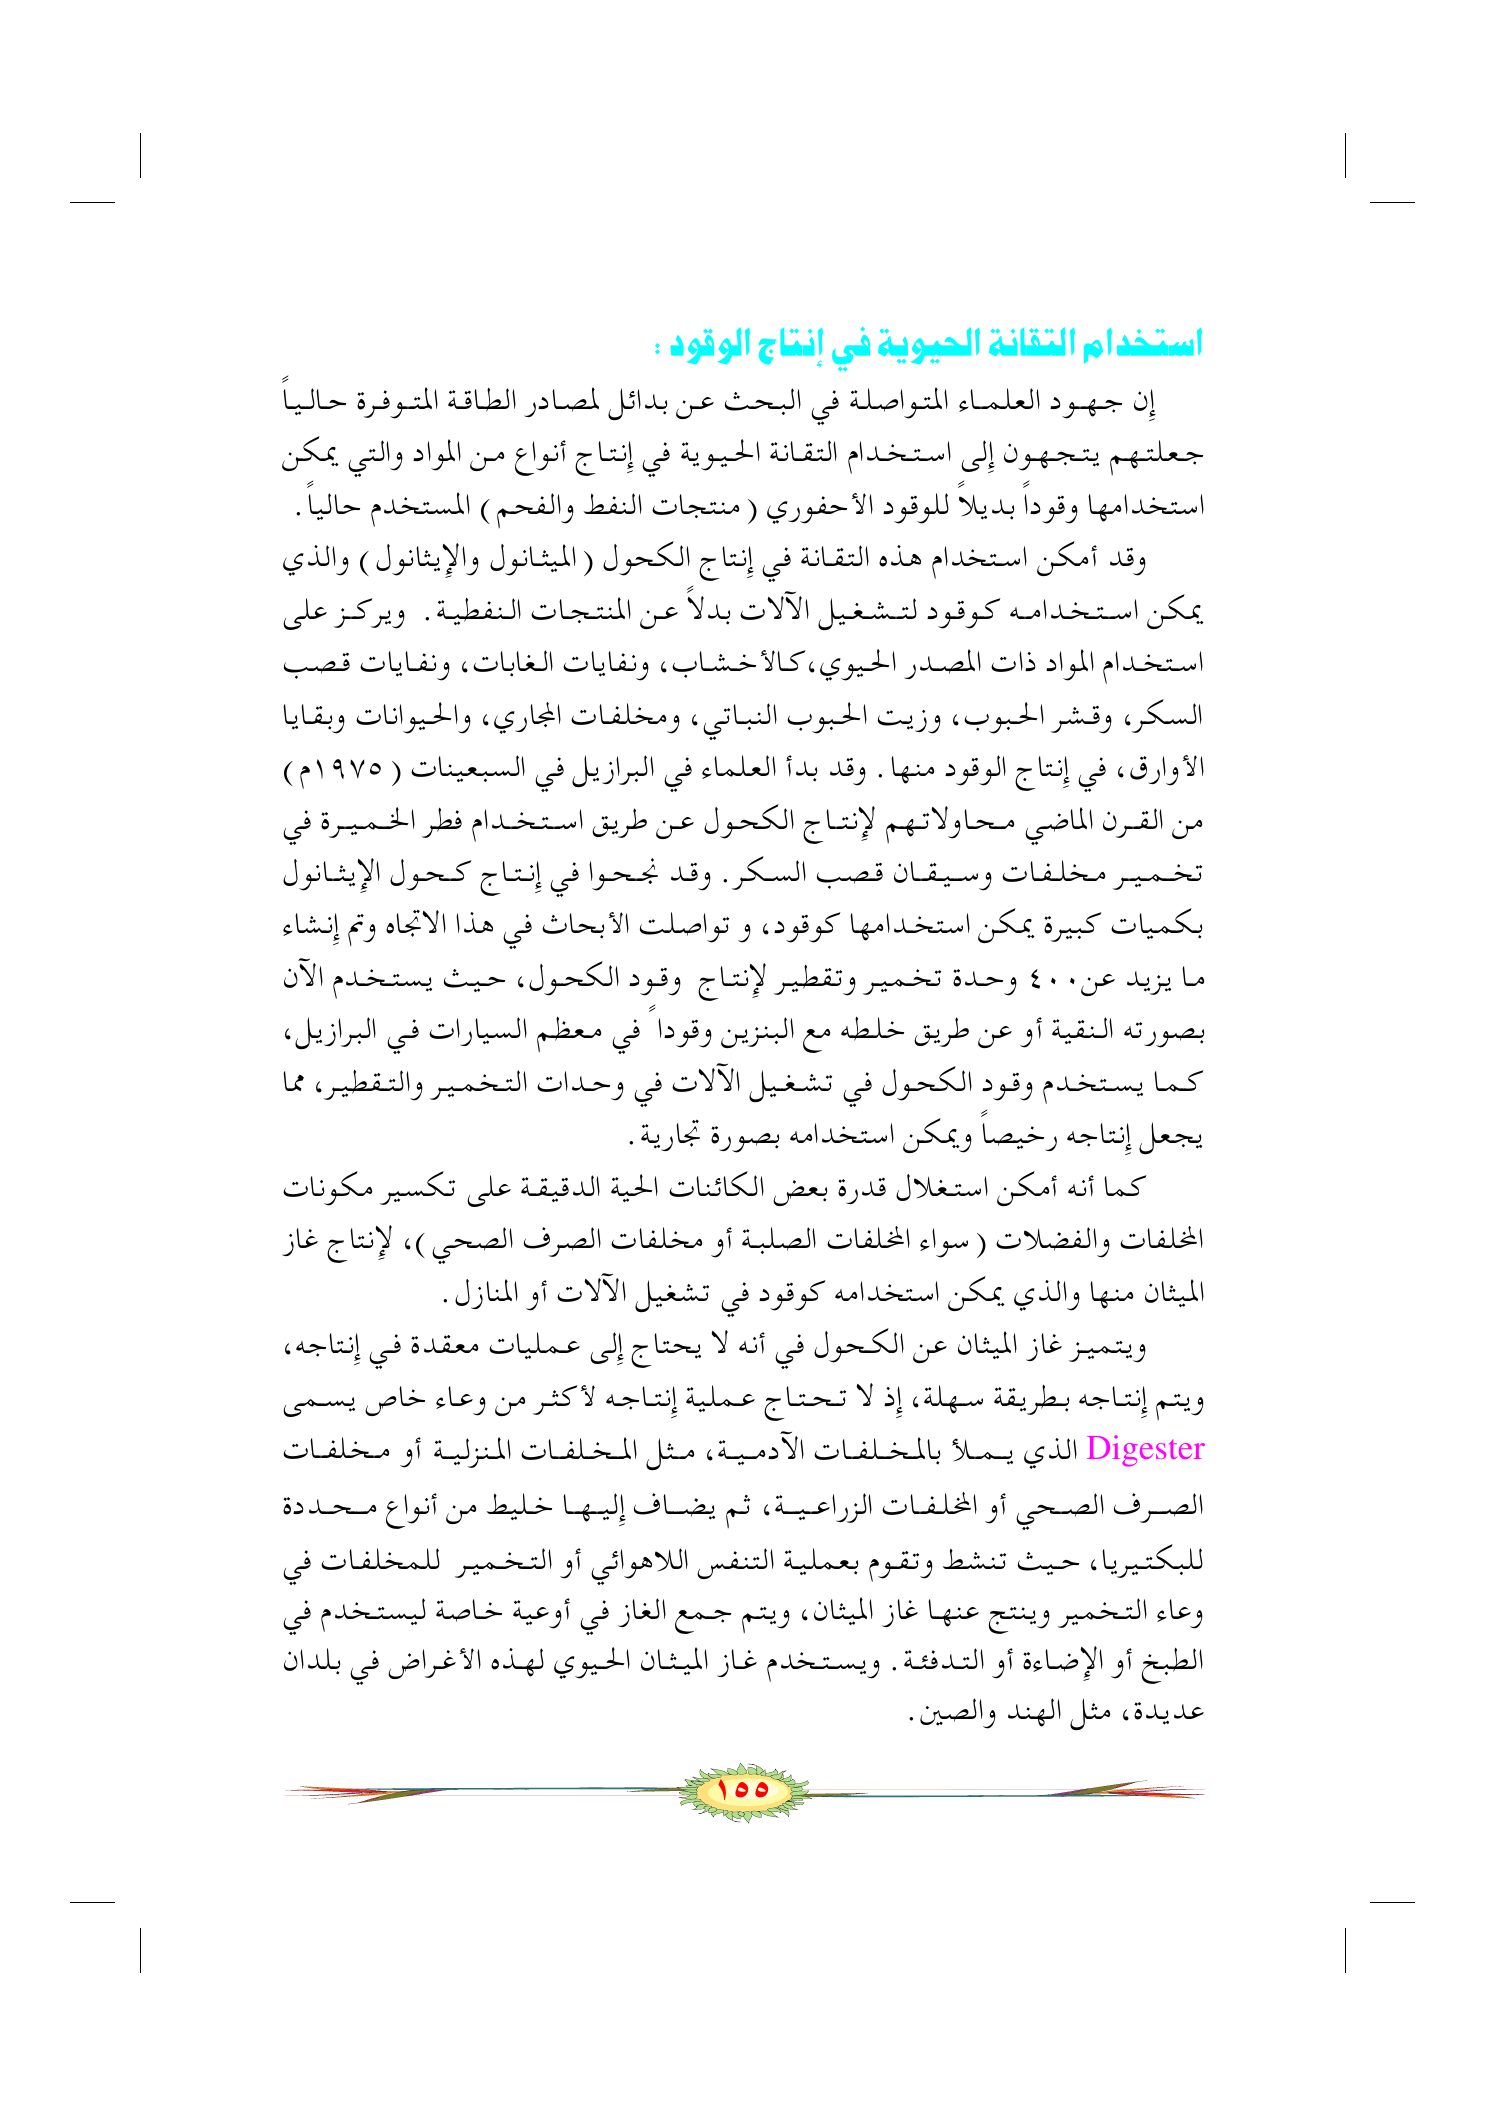 استخدام التقانة الحيوية في إنتاج الوقود :
إن جهود العلماء المتواصلة في البحث عن بدائل لمصادر الطاقة المتوفرة حالياً
جعلتهم يتجهون إلى استخدام التقانة الحيوية في إنتاج أنواع من المواد والتي يمكن
استخدامها وقوداً بديلاً للوقود الأحفوري ( منتجات النفط والفحم ) المستخدم حالياً .
وقد أمكن استخدام هذه التقانة في إنتاج الكحول ( الميثانول والإيثانول ) والذي
يمكن استخدامه كوقود لتشغيل الآلات بدلاً عن المنتجات النفطية . ويركز على
استخدام المواد ذات المصدر الحيوي،كالأخشاب، ونفايات الغابات، ونفايات قصب
السكر، وقشر الحبوب، وزيت الحبوب النباتي، ومخلفات المجاري، والحيوانات وبقايا
الأوارق، في إنتاج الوقود منها . وقد بدأ العلماء في البرازيل في السبعينات ( ١٩٧٥م )
من القرن الماضي محاولاتهم لإنتاج الكحول عن طريق استخدام فطر الخميرة في
تخمير مخلفات وسيقان قصب السكر . وقد نجحوا في إنتاج كحول الإيثانول
بكميات كبيرة يمكن استخدامها كوقود، و تواصلت الأبحاث في هذا الاتجاه وتم إنشاء
ما يزيد عن٤٠٠ وحدة تخمير وتقطير لإنتاج وقود الكحول، حيث يستخدم الآن
بصورته النقية أو عن طريق خلطه مع البنزين وقوداً في معظم السيارات في البرازيل،
كما يستخدم وقود الكحول في تشغيل الآلات في وحدات التخمير والتقطير، مما
يجعل إنتاجه رخيصاً ويمكن استخدامه بصورة تجارية .
كما أنه أمكن استغلال قدرة بعض الكائنات الحية الدقيقة على تكسير مكونات
المخلفات والفضلات ( سواء المخلفات الصلبة أو مخلفات الصرف الصحي )، لإنتاج غاز
الميثان منها والذي يمكن استخدامه كوقود في تشغيل الآلات أو المنازل .
ويتميز غاز الميثان عن الكحول في أنه لا يحتاج إلى عمليات معقدة في إنتاجه،
ويتم إنتاجه بطريقة سهلة، إذ لا تحتاج عملية إنتاجه لأكثر من وعاء خاص يسمى
Digester الذي يملأ بالمخلفات الآدمية، مثل المخلفات المنزلية أو مخلفات
الصرف الصحي أو المخلفات الزراعية، ثم يضاف إليها خليط من أنواع محددة
للبكتيريا، حيث تنشط وتقوم بعملية التنفس اللاهوائي أو التخمير للمخلفات في
وعاء التخمير وينتج عنها غاز الميثان، ويتم جمع الغاز في أوعية خاصة ليستخدم في
الطبخ أو الإضاءة أو التدفئة . ويستخدم غاز الميثان الحيوي لهذه الأغراض في بلدان
عديدة، مثل الهند والصين .
١٥٥